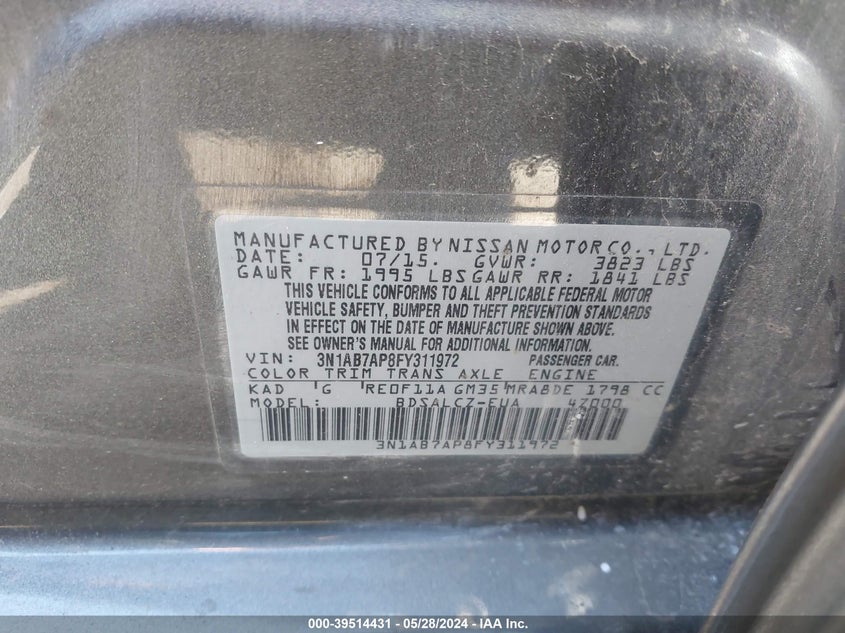 MANUFACTURED BY NISSAN MOTOR CO., LTD.
DATE: 07/15. GVWR: 3823 LBS
GAWR FR: 1995 LBS GAWR RR: 1841 LBS
THIS VEHICLE CONFORMS TO ALL APPLICABLE FEDERAL MOTOR
VEHICLE SAFETY, BUMPER AND THEFT PREVENTION STANDARDS
IN EFFECT ON THE DATE OF MANUFACTURE SHOWN ABOVE.
SEE OWNER'S MANUAL FOR ADDITIONAL INFORMATION
VIN: 3N1AB7AP8FY311972 PASSENGER CAR.
COLOR TRIM TRANS AXLE ENGINE
KAD 'G 'RE0F11A GM35 MRA8DE 1798 CC
MODEL: BDSALCZ-EUA 4Z000
3N1AB7AP8FY311972
000-39514431 - 05/28/2024 - IAAI.COM